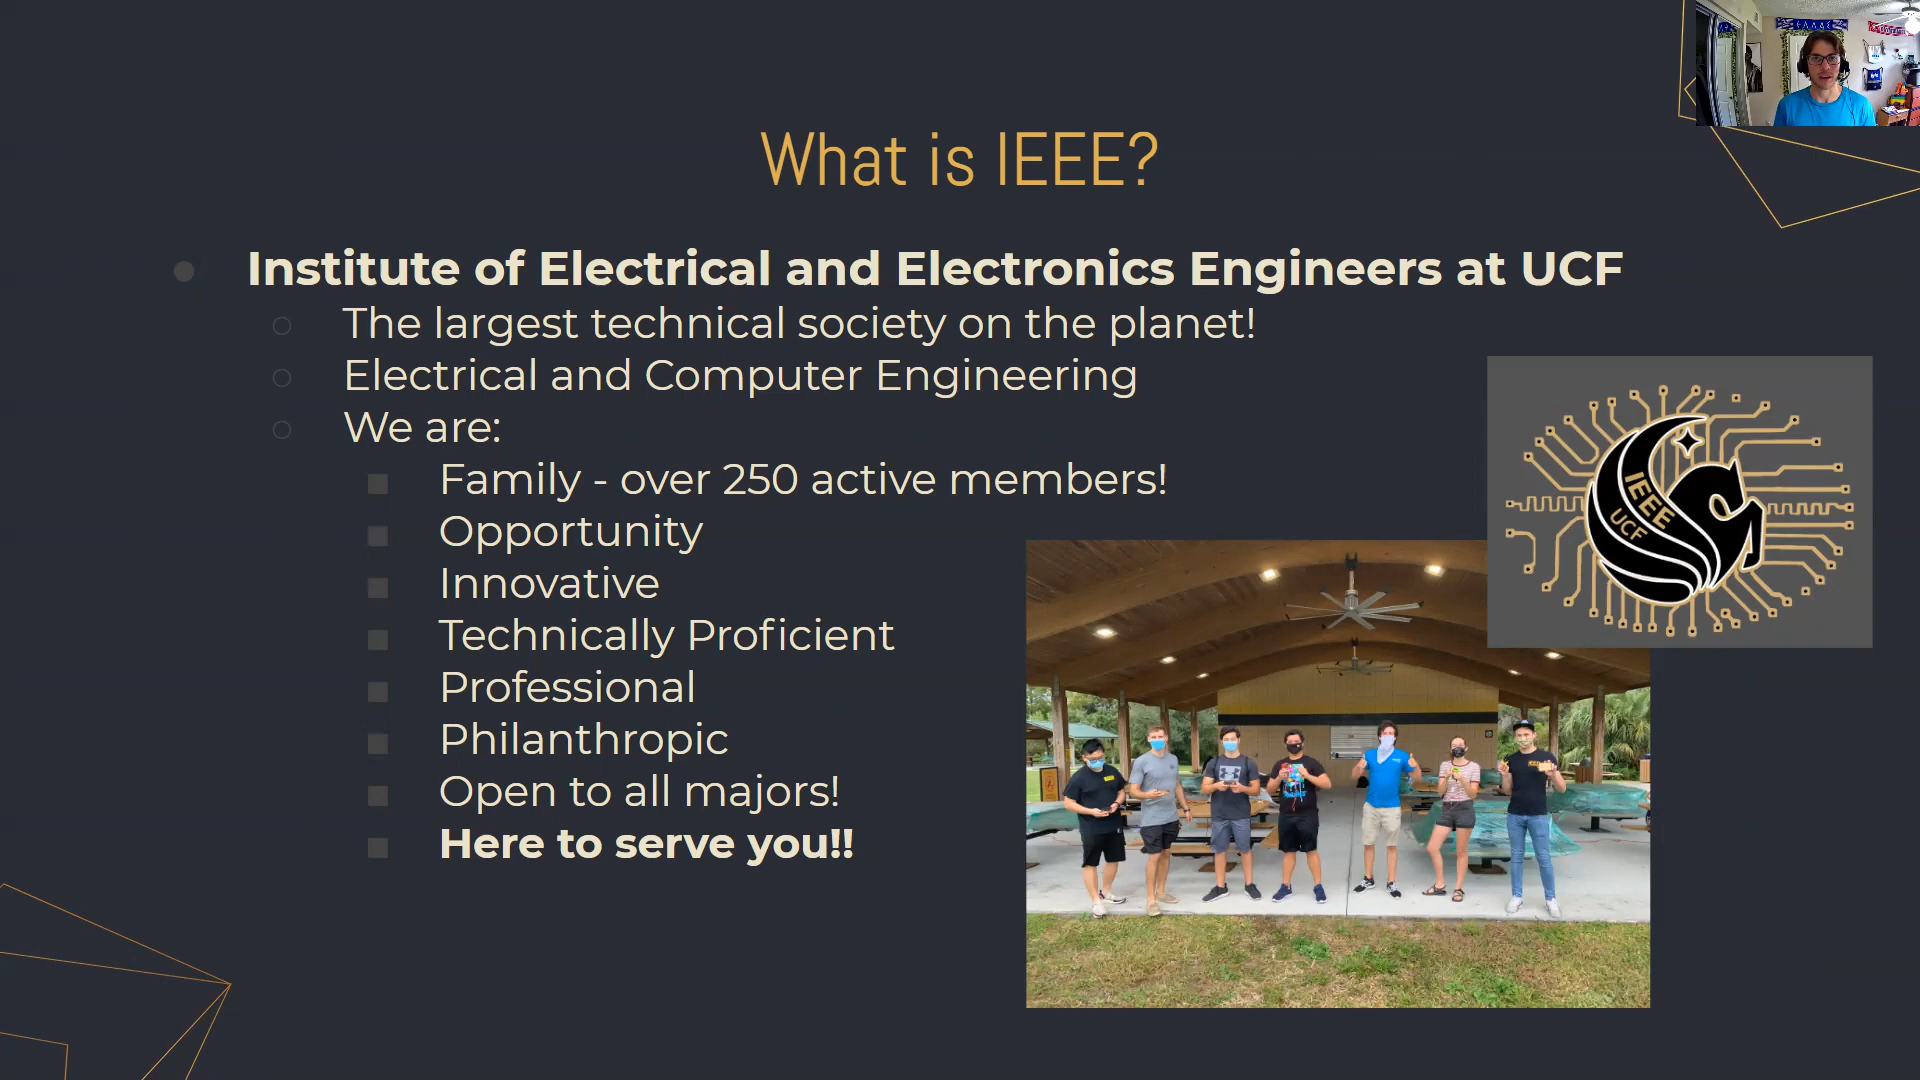 What is IEEE?
Institute of Electrical and Electronics Engineers at UCF
The largest technical society on the planet!
Electrical and Computer Engineering
We are:
Family - over 250 active members!
Opportunity
Innovative
Technically Proficient
Professional
Philanthropic
Open to all majors!
Here to serve you!!
IEEE
UCF